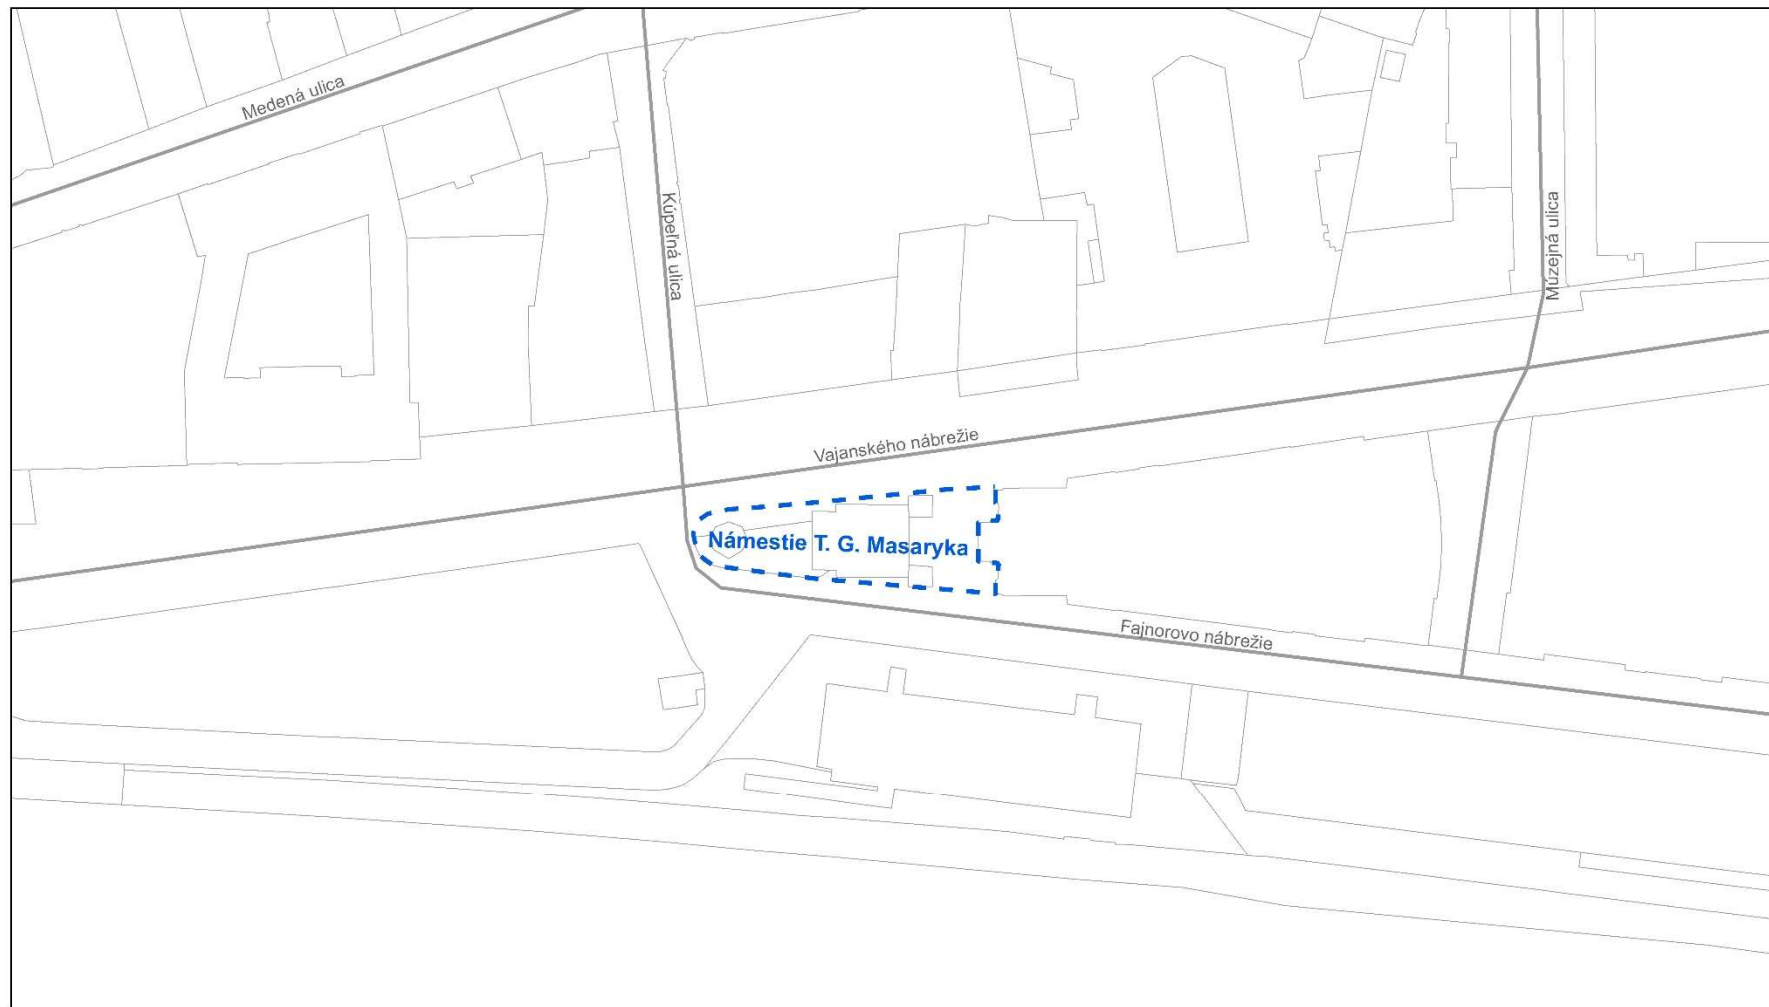 Medená ulica
Kúpeľná ulica
Múzejná ulica
Vajanského nábrežie
Námestie T. G. Masaryka
Fajnorovo nábrežie